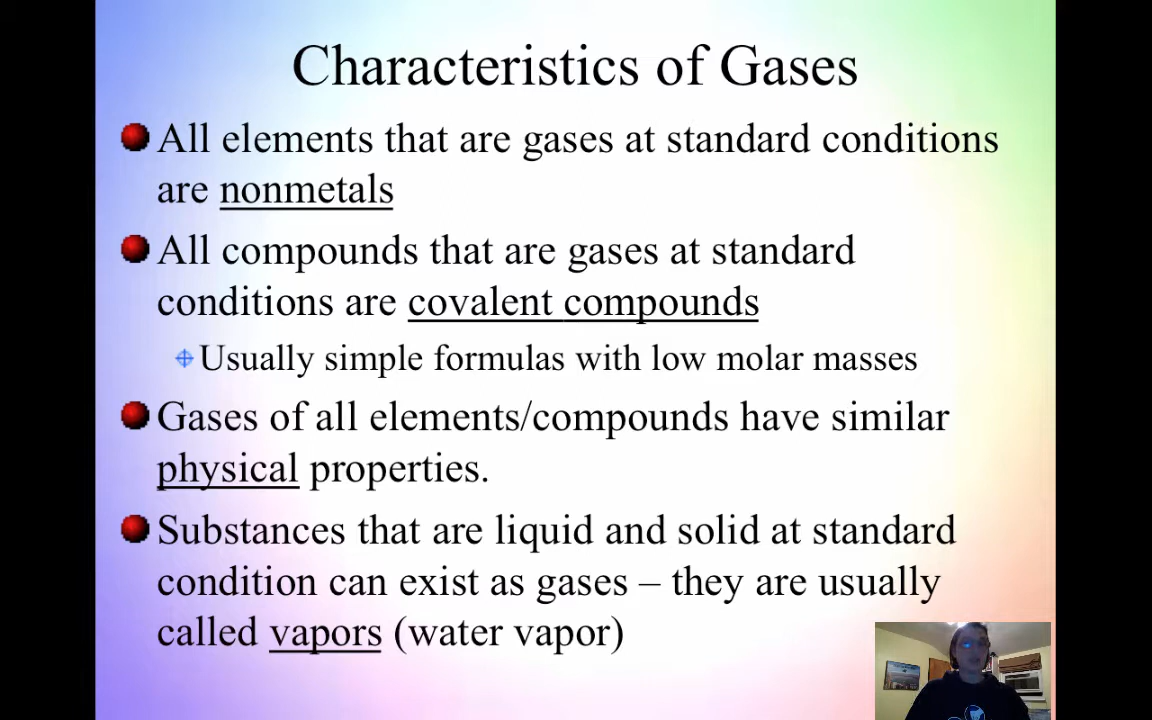 Characteristics of Gases
All elements that are gases at standard conditions
are nonmetals
All compounds that are gases at standard
conditions are covalent compounds
Usually simple formulas with low molar masses
Gases of all elements/compounds have similar
physical properties.
Substances that are liquid and solid at standard
condition can exist as gases – they are usually
called vapors (water vapor)